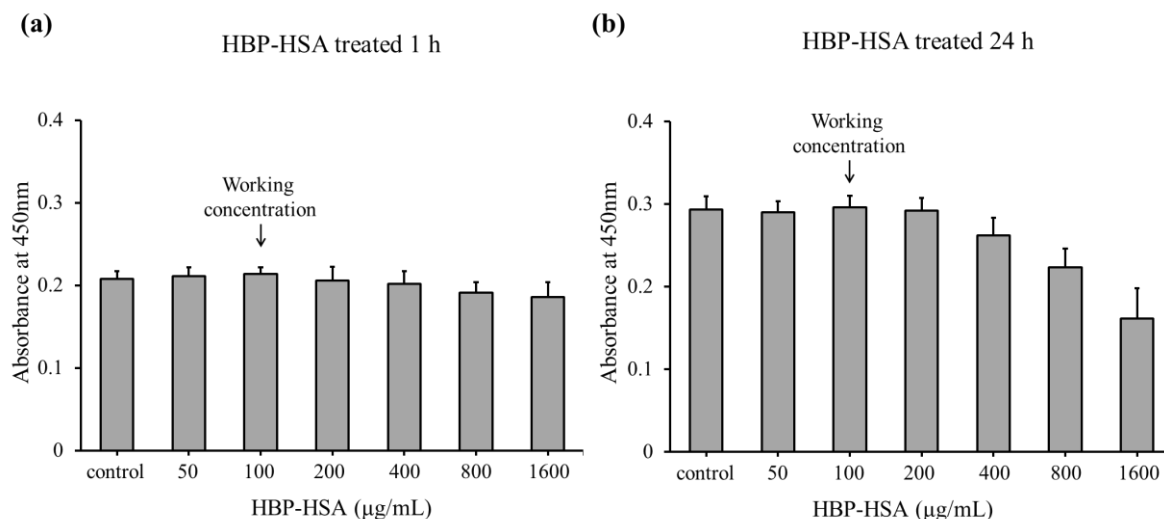 (a)
HBP-HSA treated 1 h
Absorbance at 450nm
0.4
0.3
0.2
0.1
0
Working
concentration
control 50 100 200 400 800 1600
HBP-HSA (μg/mL)
(b)
HBP-HSA treated 24 h
Absorbance at 450nm
0.4
0.3
0.2
0.1
0
Working
concentration
control 50 100 200 400 800 1600
HBP-HSA (μg/mL)